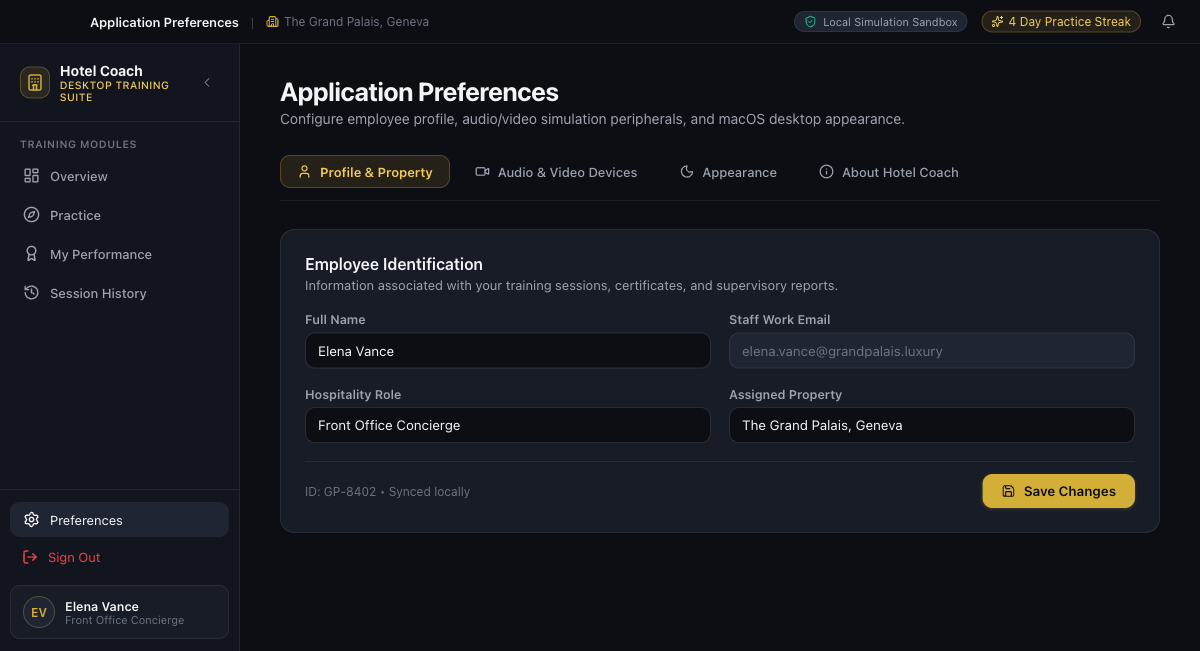 Application Preferences | The Grand Palais, Geneva
Local Simulation Sandbox
4 Day Practice Streak
Hotel Coach
DESKTOP TRAINING
SUITE
TRAINING MODULES
Overview
Practice
My Performance
Session History
Preferences
Sign Out
EV
Elena Vance
Front Office Concierge
Application Preferences
Configure employee profile, audio/video simulation peripherals, and macOS desktop appearance.
Profile & Property
Audio & Video Devices
Appearance
About Hotel Coach
Employee Identification
Information associated with your training sessions, certificates, and supervisory reports.
Full Name
Elena Vance
Staff Work Email
elena.vance@grandpalais.luxury
Hospitality Role
Front Office Concierge
Assigned Property
The Grand Palais, Geneva
ID: GP-8402 • Synced locally
Save Changes